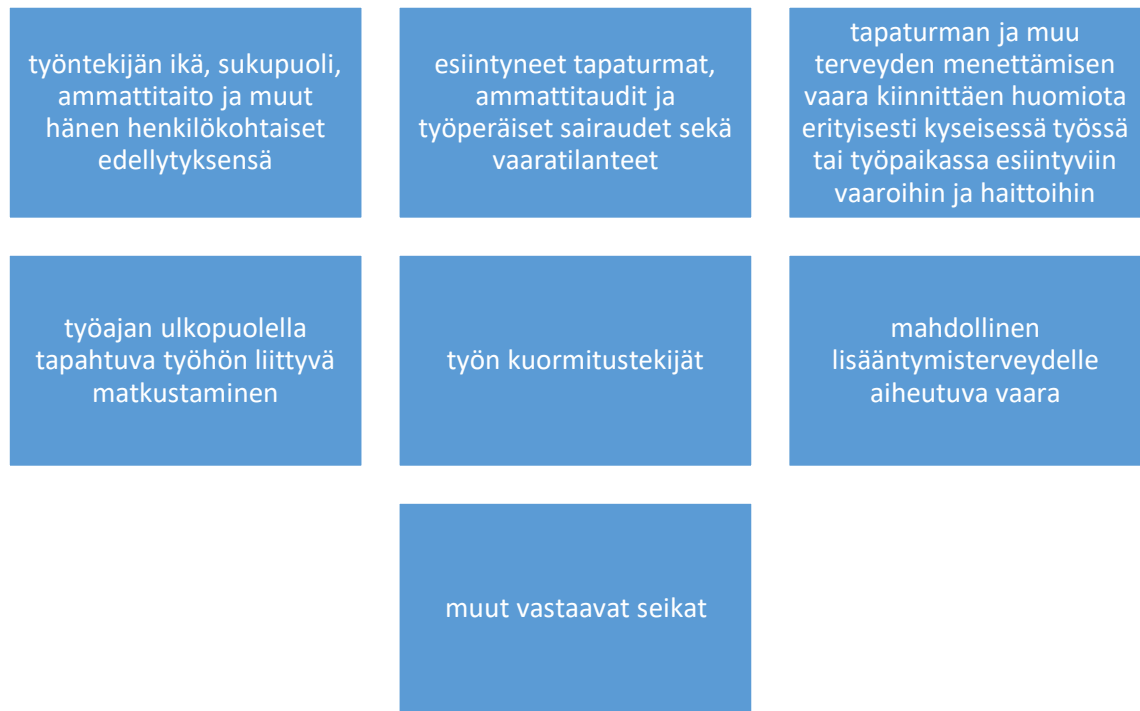 työntekijän ikä, sukupuoli,
ammattitaito ja muut
hänen henkilökohtaiset
edellytyksensä
esiintyneet tapaturmat,
ammattitaudit ja
työperäiset sairaudet sekä
vaaratilanteet
tapaturman ja muu
terveyden menettämisen
vaara kiinnittäen huomiota
erityisesti kyseisessä työssä
tai työpaikassa esiintyviin
vaaroihin ja haittoihin
työajan ulkopuolella
tapahtuva työhön liittyvä
matkustaminen
työn kuormitustekijät
mahdollinen
lisääntymisterveydelle
aiheutuva vaara
muut vastaavat seikat